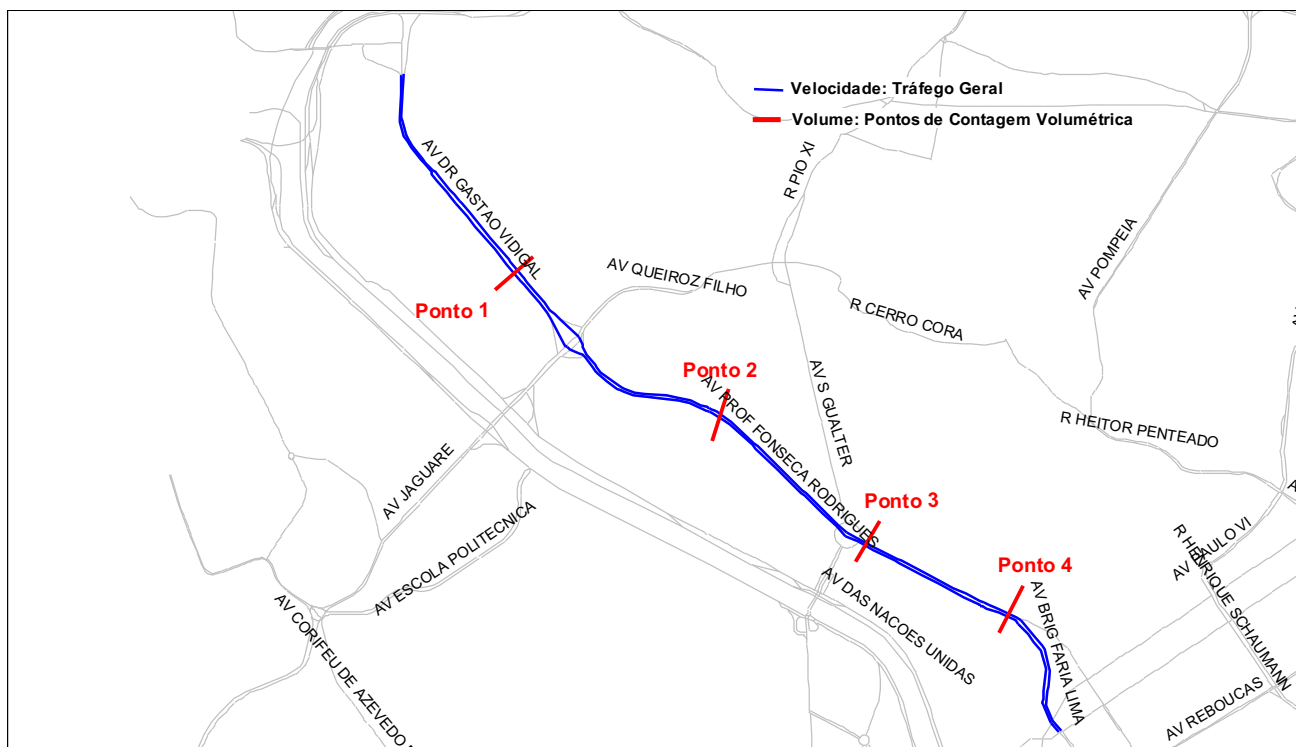 Velocidade: Tráfego Geral
Volume: Pontos de Contagem Volumétrica
AV DR GASTAO VIDIGAL
R PIO XI
AV POMPEIA
AV QUEIROZ FILHO
Ponto 1
R CERRO CORA
Ponto 2
AV PROF FONSECA RODRIGUES
AV S GUALTER
R HEITOR PENTEADO
AV JAGUARE
Ponto 3
AV ESCOLA POLITECNICA
R HENRIQUE SCHAUMANN
Ponto 4
AV DAS NACOES UNIDAS
AV BRIG FARIA LIMA
AV CORIFEU DE AZEVEDO
AV REBOUCAS